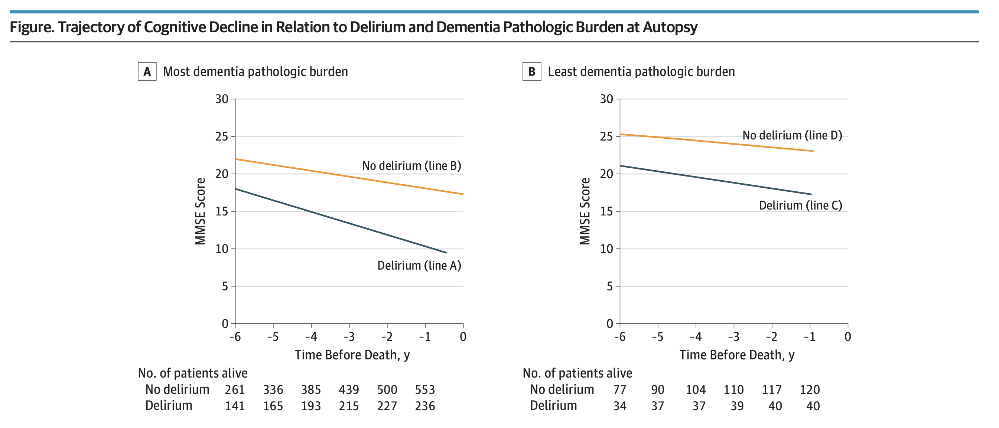 Figure. Trajectory of Cognitive Decline in Relation to Delirium and Dementia Pathologic Burden at Autopsy
A Most dementia pathologic burden
30
25
20
15
10
5
0
MMSE Score
No delirium (line B)
Delirium (line A)
-6 -5 -4 -3 -2 -1 0
Time Before Death, y
No. of patients alive
No delirium 261 336 385 439 500 553
Delirium 141 165 193 215 227 236
B Least dementia pathologic burden
30
25
20
15
10
5
0
MMSE Score
No delirium (line D)
Delirium (line C)
-6 -5 -4 -3 -2 -1 0
Time Before Death, y
No. of patients alive
No delirium 77 90 104 110 117 120
Delirium 34 37 37 39 40 40